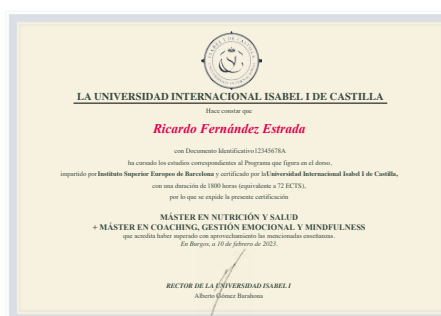 LA UNIVERSIDAD INTERNACIONAL ISABEL I DE CASTILLA
Hace constar que
Ricardo Fernández Estrada
con Documento Identificativo12345678A
ha cursado los estudios correspondientes al Programa que figura en el dorso,
impartido por Instituto Superior Europeo de Barcelona y certificado por laUniversidad Internacional Isabel I de Castilla,
con una duración de 1800 horas (equivalente a 72 ECTS),
por lo que se expide la presente certificación
MÁSTER EN NUTRICIÓN Y SALUD
+ MÁSTER EN COACHING, GESTIÓN EMOCIONAL Y MINDFULNESS
que acredita haber superado con aprovechamiento las mencionadas enseñanzas.
En Burgos, a 10 de febrero de 2023.
RECTOR DE LA UNIVERSIDAD ISABEL I
Alberto Gómez Barahona